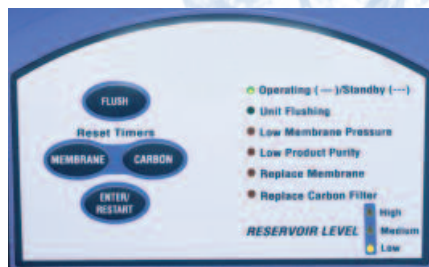 FLUSH
Reset Timers
MEMBRANE CARBON
ENTER/
RESTART
Operating (—)/Standby (---)
Unit Flushing
Low Membrane Pressure
Low Product Purity
Replace Membrane
Replace Carbon Filter
RESERVOIR LEVEL
High
Medium
Low